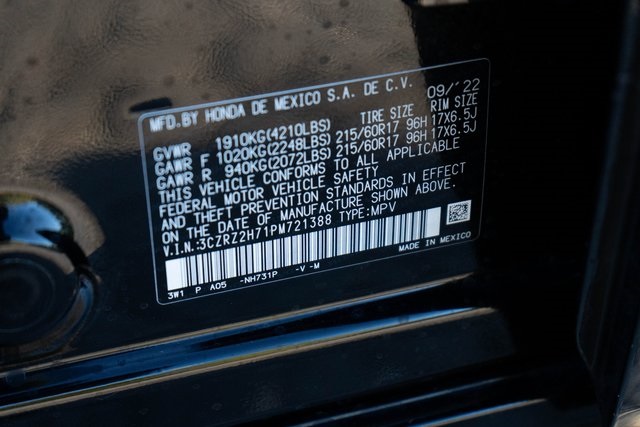 MFD.BY HONDA DE MEXICO S.A. DE C.V. 09/'22
TIRE SIZE RIM SIZE
GVWR 1910KG(4210LBS)
GAWR F 1020KG(2248LBS) 215/60R17 96H 17X6.5J
GAWR R 940KG(2072LBS) 215/60R17 96H 17X6.5J
THIS VEHICLE CONFORMS TO ALL APPLICABLE
FEDERAL MOTOR VEHICLE SAFETY
AND THEFT PREVENTION STANDARDS IN EFFECT
ON THE DATE OF MANUFACTURE SHOWN ABOVE.
V.I.N.:3CZRZ2H71PM721388 TYPE:MPV
3W1 P A05 -NH731P -V -M MADE IN MEXICO